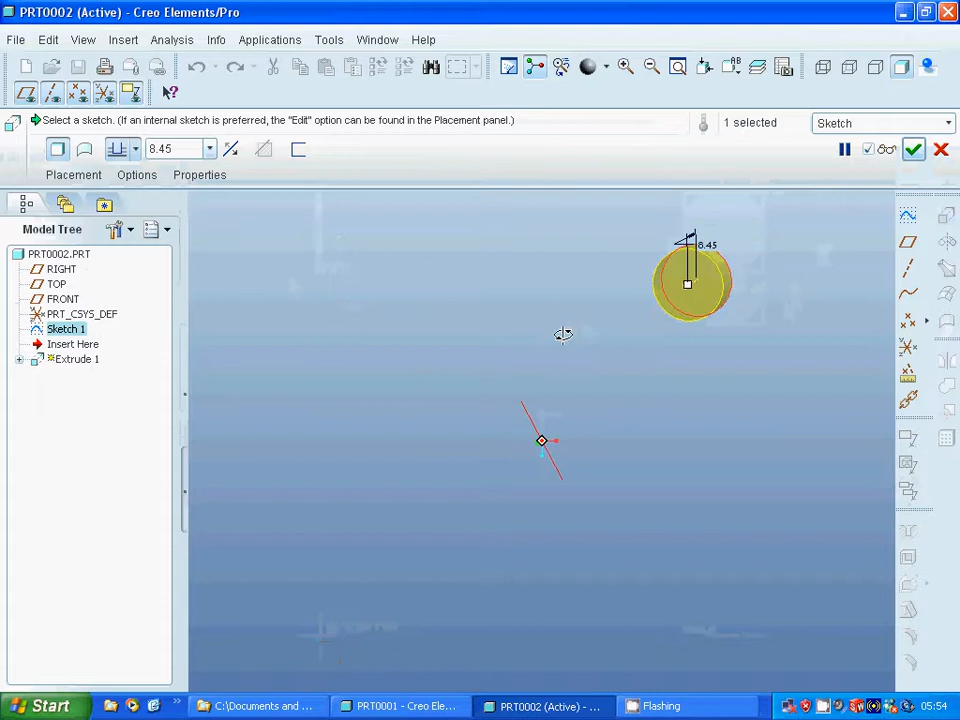 PRT0002 (Active) - Creo Elements/Pro
File Edit View Insert Analysis Info Applications Tools Window Help
Select a sketch. (If an internal sketch is preferred, the "Edit" option can be found in the Placement panel.)
1 selected
Sketch
8.45
Placement Options Properties
Model Tree
PRT0002.PRT
RIGHT
TOP
FRONT
PRT_CSYS_DEF
Sketch 1
Insert Here
Extrude 1
8.45
Start
C:\Documents and ...
PRT0001 - Creo Ele...
PRT0002 (Active) - ...
Flashing
05:54